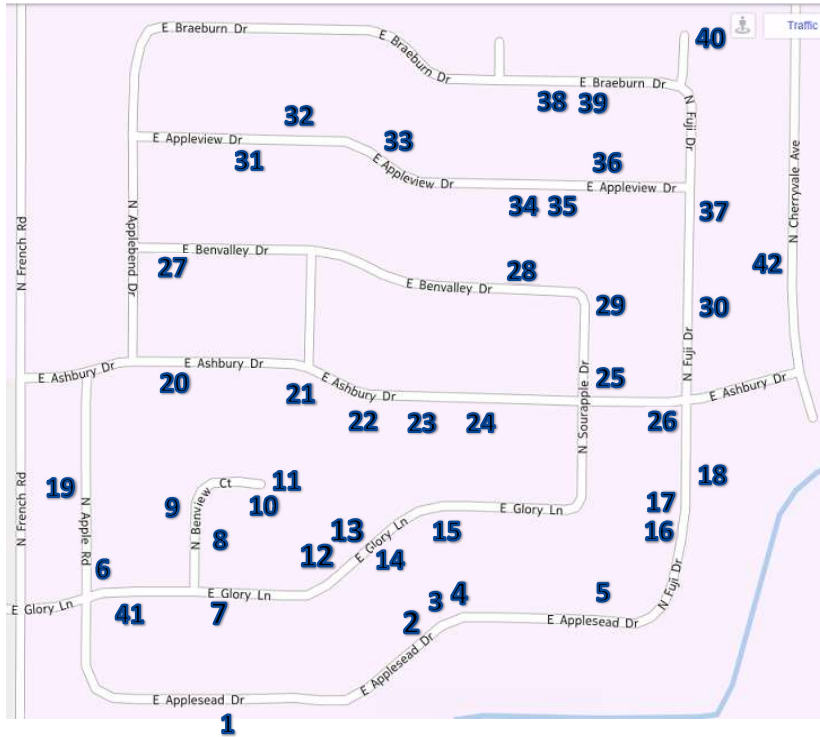 40
Traffic
E Braeburn Dr
E Braeburn Dr
E Braeburn Dr
38
39
N Fuji Dr
32
33
E Appleview Dr
31
E Appleview Dr
36
E Appleview Dr
34
35
37
N Cherryvale Ave
N French Rd
N Applebend Dr
E Benvalley Dr
27
28
42
E Benvalley Dr
29
30
N Fuji Dr
E Ashbury Dr
E Ashbury Dr
20
21
E Ashbury Dr
25
N Sourapple Dr
E Ashbury Dr
22
23
24
26
19
N French Rd
N Apple Rd
9
Ct
11
10
N Benview
8
18
17
16
E Glory Ln
15
13
12
E Glory Ln
14
6
N Fuji Dr
E Glory Ln
41
E Glory Ln
7
3
4
5
2
E Applesead Dr
E Applesead Dr
E Applesead Dr
1